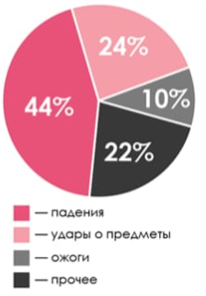 24%
44%
10%
22%
— падения
— удары о предметы
— ожоги
— прочее